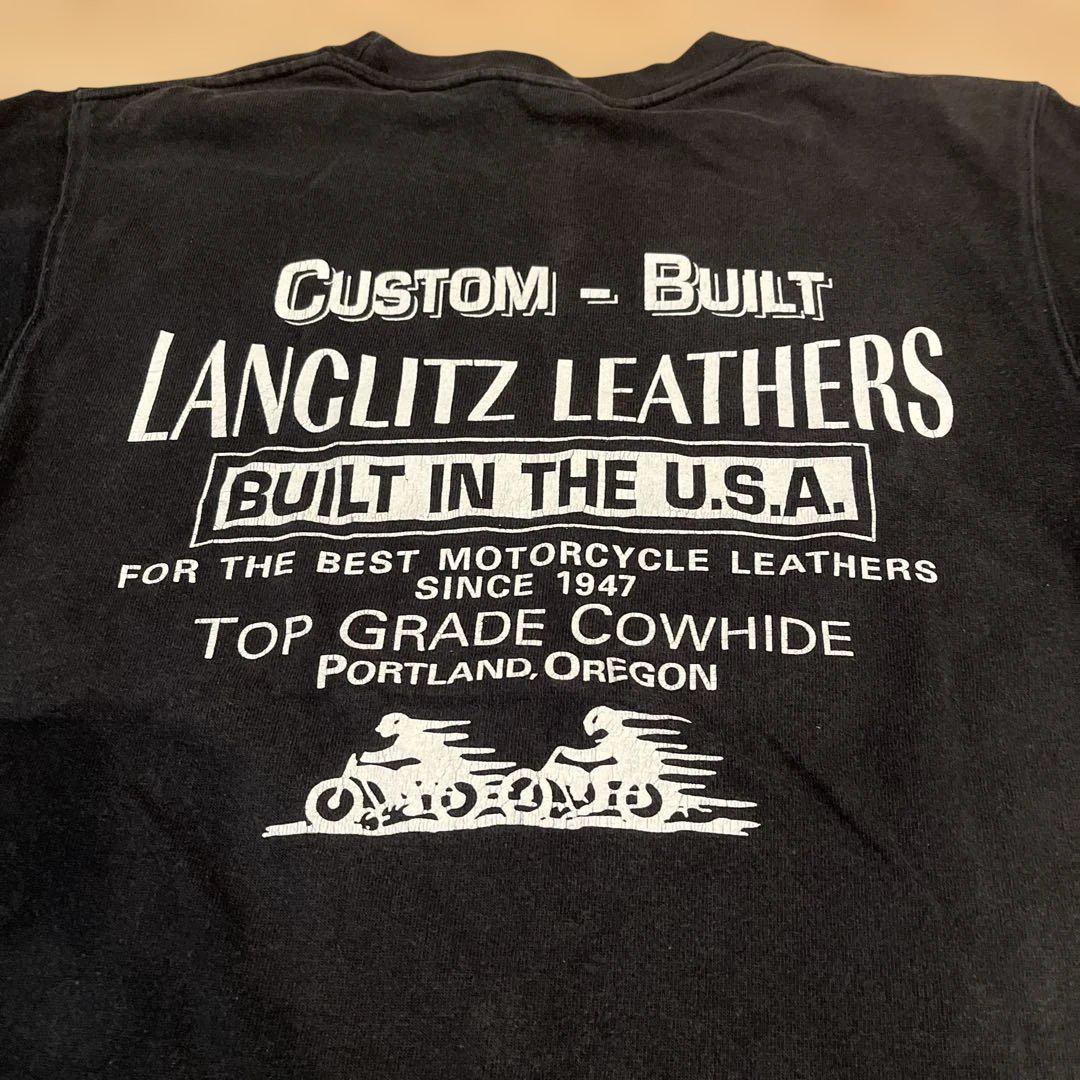 CUSTOM - BUILT
LANGLITZ LEATHERS
BUILT IN THE U.S.A.
FOR THE BEST MOTORCYCLE LEATHERS
SINCE 1947
TOP GRADE COWHIDE
PORTLAND, OREGON